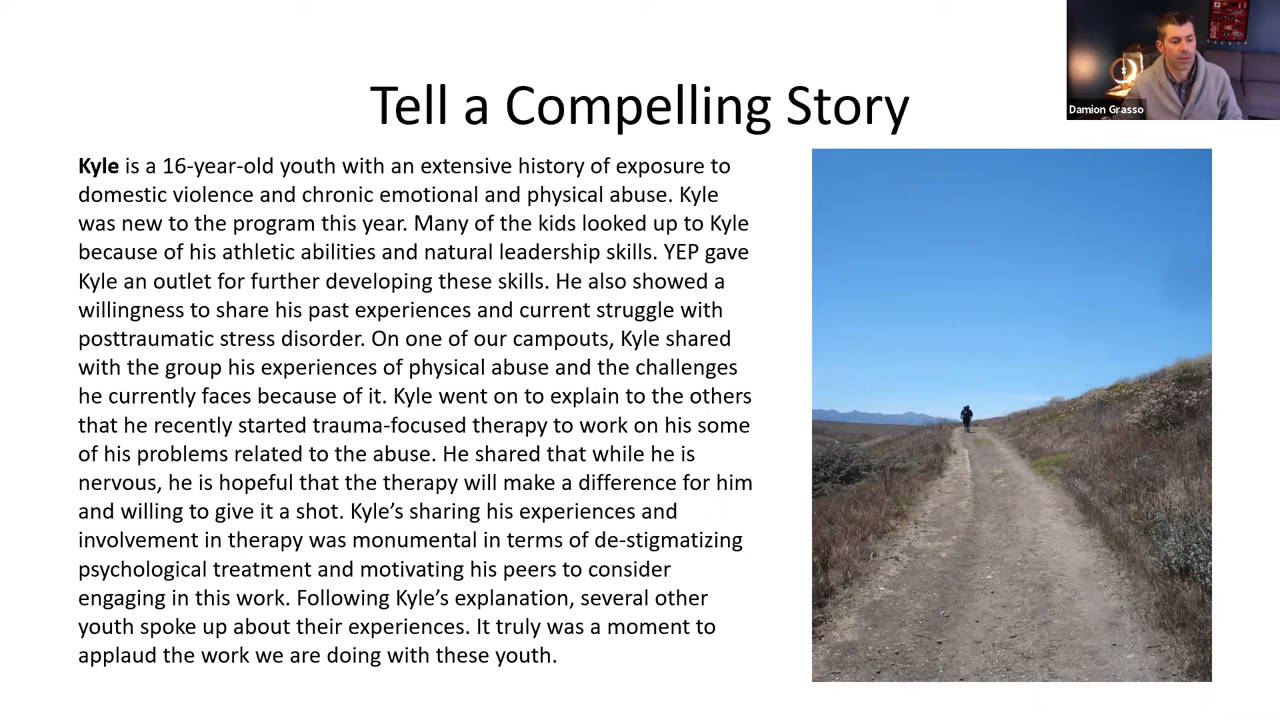 Damion Grasso
Tell a Compelling Story
Kyle is a 16-year-old youth with an extensive history of exposure to
domestic violence and chronic emotional and physical abuse. Kyle
was new to the program this year. Many of the kids looked up to Kyle
because of his athletic abilities and natural leadership skills. YEP gave
Kyle an outlet for further developing these skills. He also showed a
willingness to share his past experiences and current struggle with
posttraumatic stress disorder. On one of our campouts, Kyle shared
with the group his experiences of physical abuse and the challenges
he currently faces because of it. Kyle went on to explain to the others
that he recently started trauma-focused therapy to work on his some
of his problems related to the abuse. He shared that while he is
nervous, he is hopeful that the therapy will make a difference for him
and willing to give it a shot. Kyle’s sharing his experiences and
involvement in therapy was monumental in terms of de-stigmatizing
psychological treatment and motivating his peers to consider
engaging in this work. Following Kyle’s explanation, several other
youth spoke up about their experiences. It truly was a moment to
applaud the work we are doing with these youth.